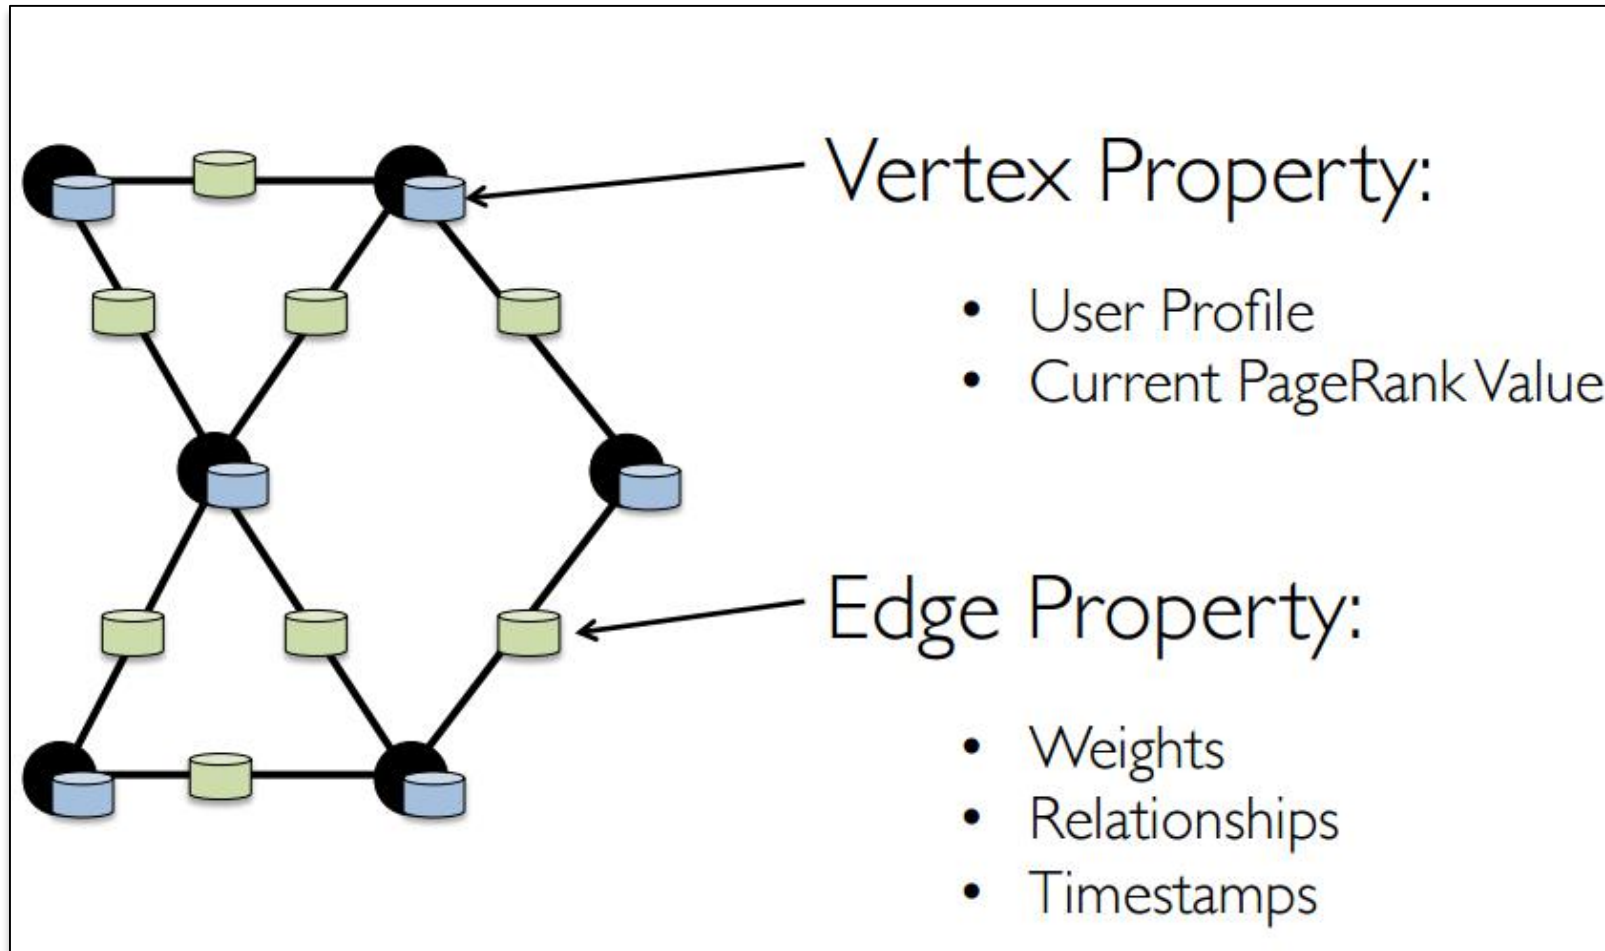 Vertex Property:
• User Profile
• Current PageRank Value
Edge Property:
• Weights
• Relationships
• Timestamps